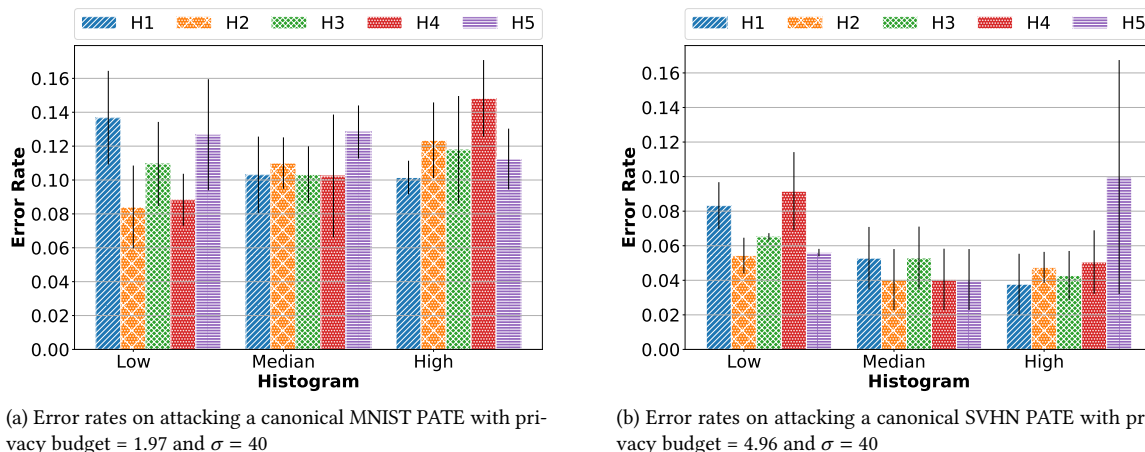 H1 H2 H3 H4 H5
0.16
0.14
0.12
0.10
0.08
0.06
0.04
0.02
0.00
Error Rate
Low Median High
Histogram
(a) Error rates on attacking a canonical MNIST PATE with pri-
vacy budget = 1.97 and σ = 40
H1 H2 H3 H4 H5
0.16
0.14
0.12
0.10
0.08
0.06
0.04
0.02
0.00
Error Rate
Low Median High
Histogram
(b) Error rates on attacking a canonical SVHN PATE with pr
vacy budget = 4.96 and σ = 40